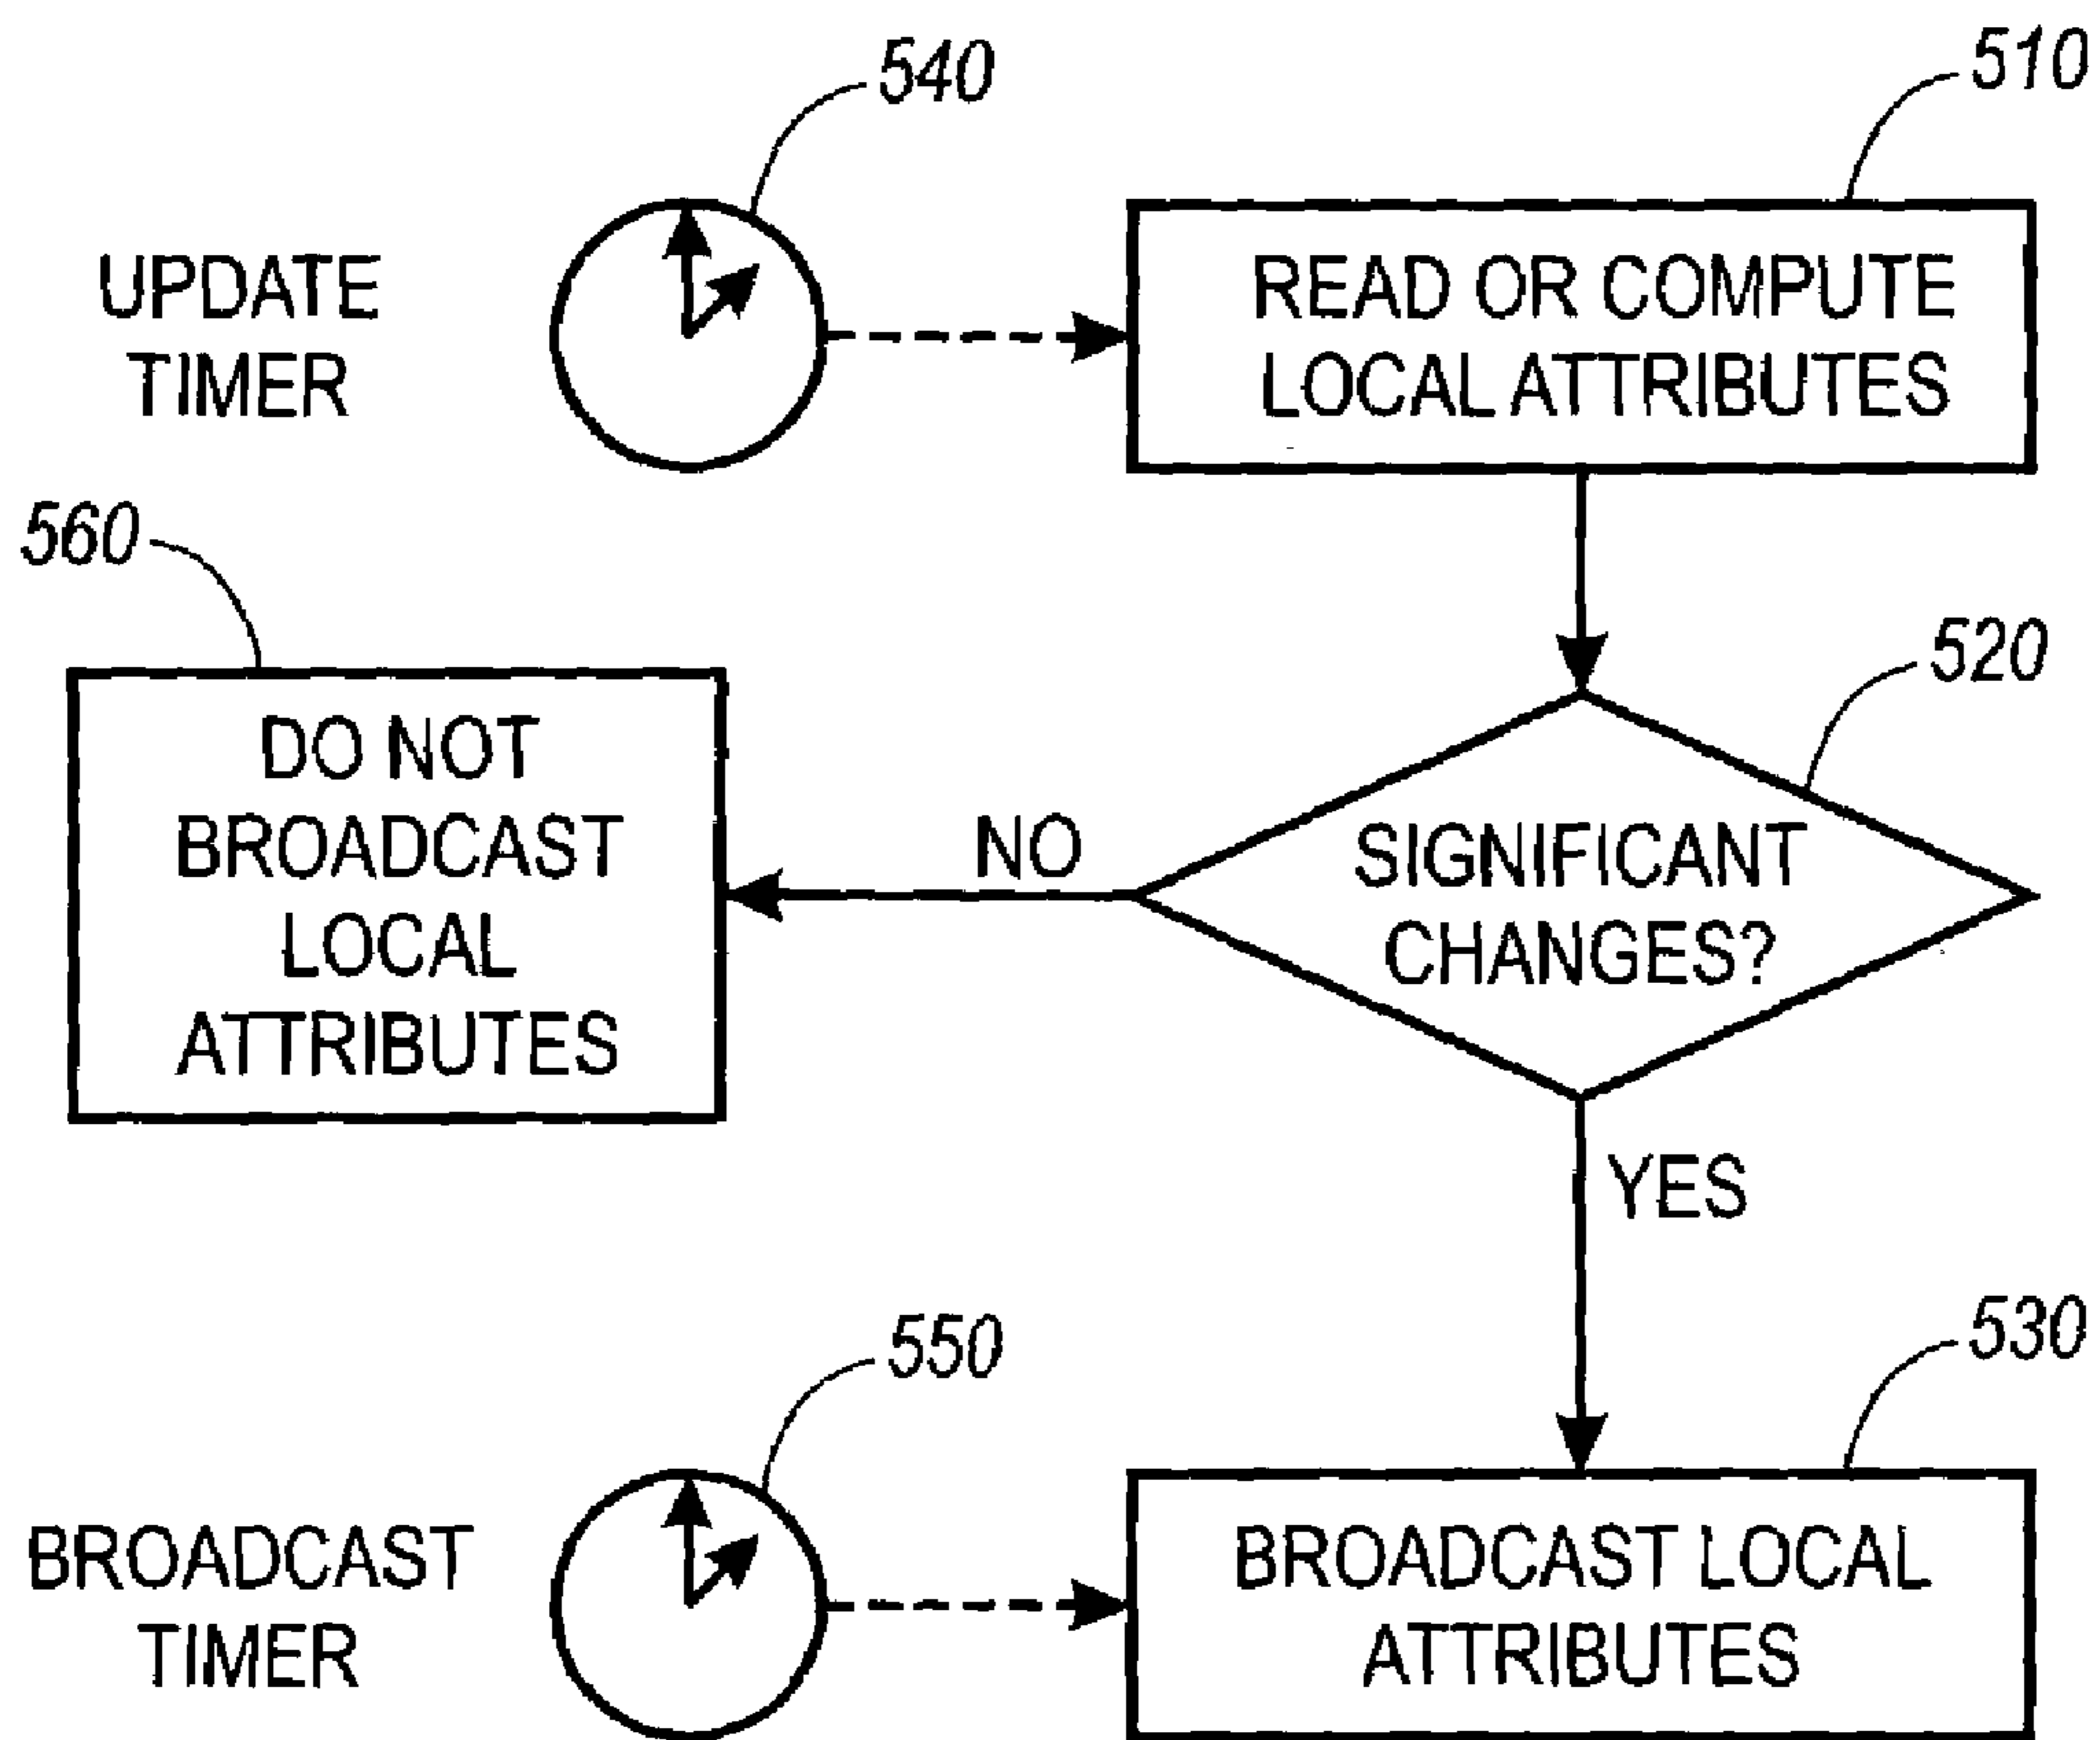 540
510
UPDATE
TIMER
READ OR COMPUTE
LOCAL ATTRIBUTES
560
520
DO NOT
BROADCAST
LOCAL
ATTRIBUTES
NO
SIGNIFICANT
CHANGES?
YES
550
530
BROADCAST
TIMER
BROADCAST LOCAL
ATTRIBUTES